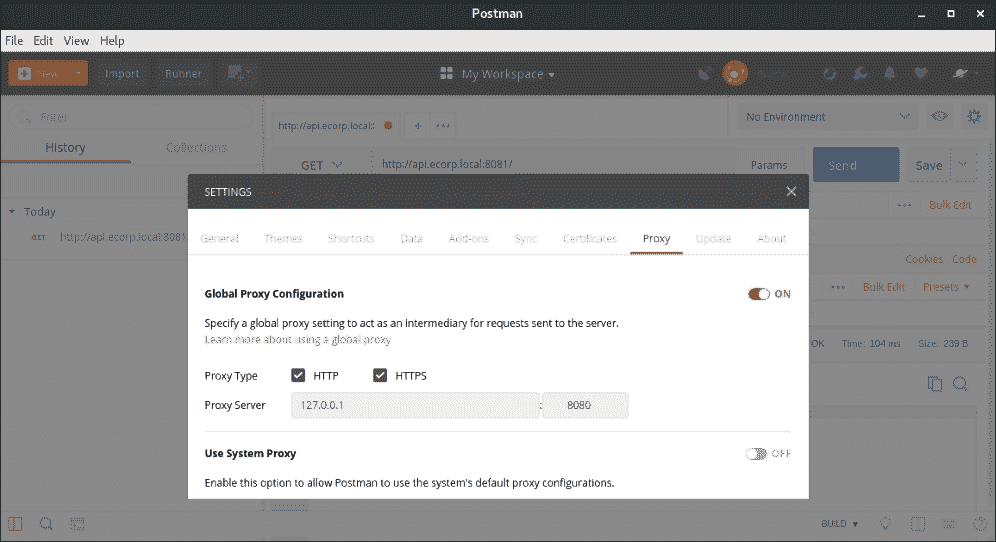 Postman
File Edit View Help
New Import Runner My Workspace
Filter
History Collections
Today
GET http://api.ecorp.local:8081.
http://api.ecorp.local:
No Environment
GET http://api.ecorp.local:8081/ Params Send Save
Bulk Edit
Cookies Code
Bulk Edit Presets
OK Time: 104 ms Size: 239 B
SETTINGS
General Themes Shortcuts Data Add-ons Sync Certificates Proxy Update About
Global Proxy Configuration ON
Specify a global proxy setting to act as an intermediary for requests sent to the server.
Learn more about using a global proxy
Proxy Type HTTP HTTPS
Proxy Server 127.0.0.1 : 8080
Use System Proxy OFF
Enable this option to allow Postman to use the system's default proxy configurations.
BUILD